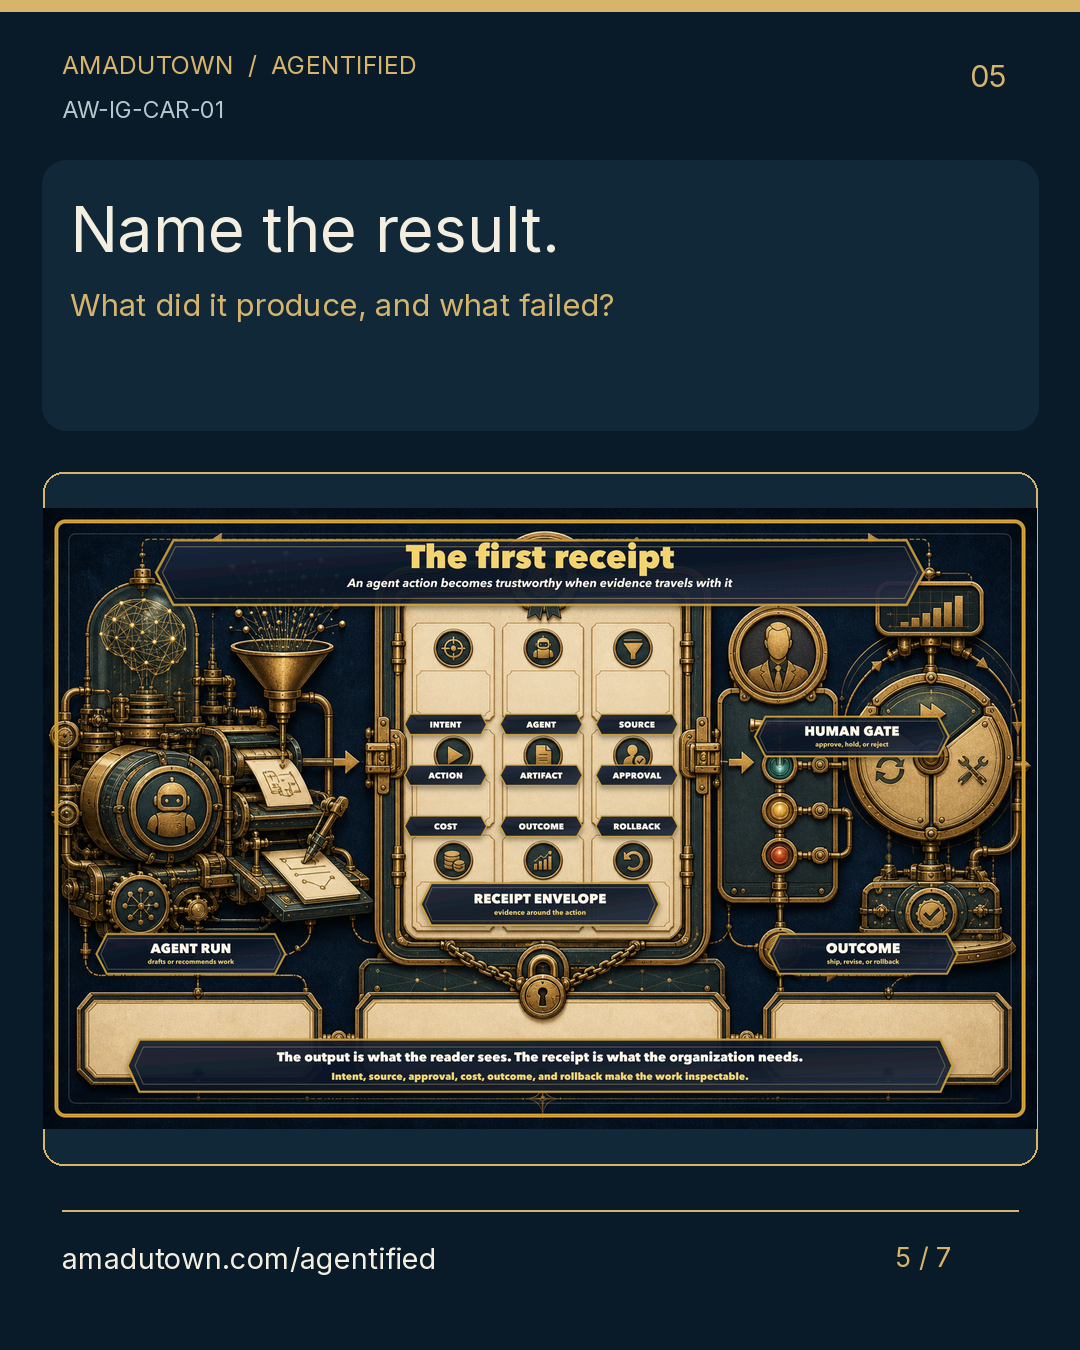 AMADUTOWN / AGENTIFIED
AW-IG-CAR-01
05
Name the result.
What did it produce, and what failed?
The first receipt
An agent action becomes trustworthy when evidence travels with it
INTENT
AGENT
SOURCE
ACTION
ARTIFACT
APPROVAL
COST
OUTCOME
ROLLBACK
RECEIPT ENVELOPE
evidence around the action
HUMAN GATE
approve, hold, or reject
AGENT RUN
drafts or recommends work
OUTCOME
ship, revise, or rollback
The output is what the reader sees. The receipt is what the organization needs.
Intent, source, approval, cost, outcome, and rollback make the work inspectable.
amadutown.com/agentified
5 / 7